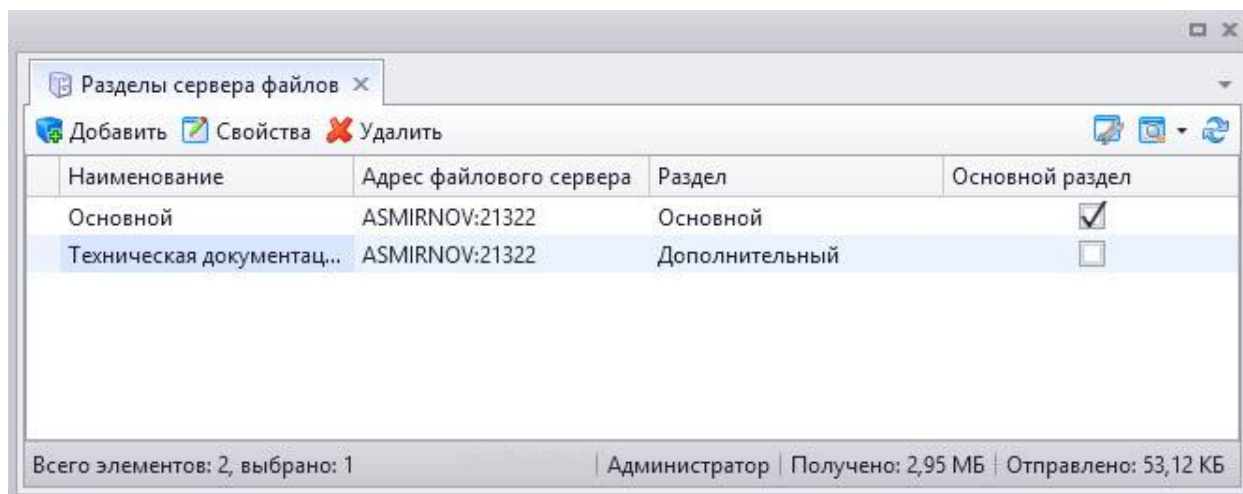 Разделы сервера файлов
Добавить Свойства Удалить
Наименование Адрес файлового сервера Раздел Основной раздел
Основной ASMIRNOV:21322 Основной
Техническая документац... ASMIRNOV:21322 Дополнительный
Всего элементов: 2, выбрано: 1 Администратор Получено: 2,95 МБ Отправлено: 53,12 КБ